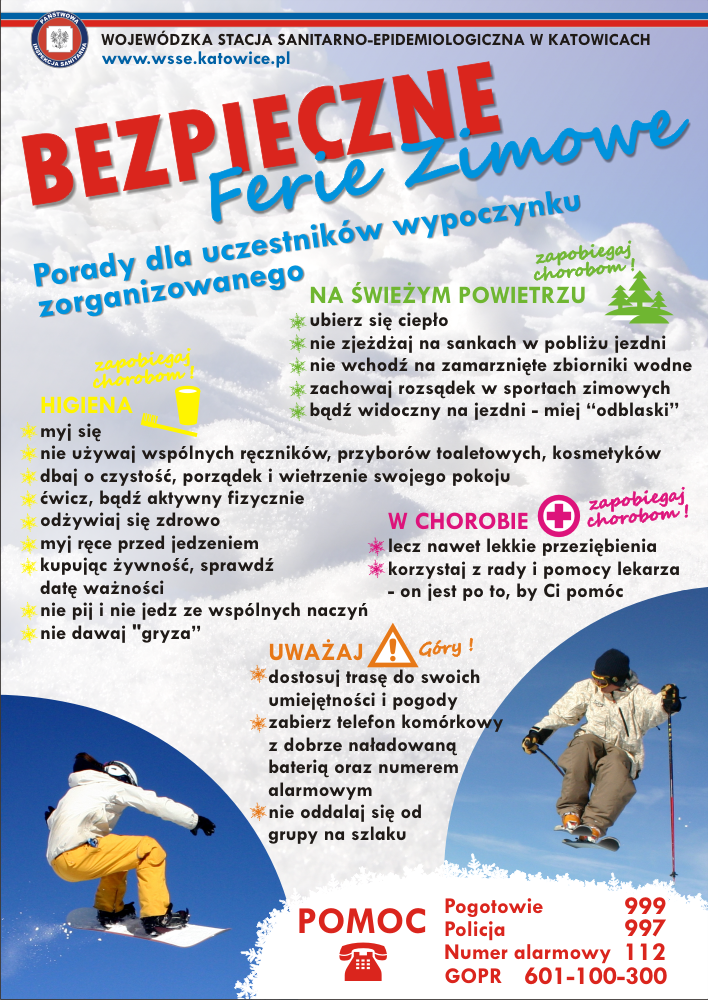 PAŃSTWOWA
INSPEKCJA SANITARNA
WOJEWÓDZKA STACJA SANITARNO-EPIDEMIOLOGICZNA W KATOWICACH
www.wsse.katowice.pl
BEZPIECZNE
Ferie Zimowe
Porady dla uczestników wypoczynku
zorganizowanego
zapobiegaj
chorobom !
NA ŚWIEŻYM POWIETRZU
ubierz się ciepło
nie zjeżdżaj na sankach w pobliżu jezdni
nie wchodź na zamarznięte zbiorniki wodne
zachowaj rozsądek w sportach zimowych
bądź widoczny na jezdni - miej “odblaski”
zapobiegaj
chorobom !
HIGIENA
myj się
nie używaj wspólnych ręczników, przyborów toaletowych, kosmetyków
dbaj o czystość, porządek i wietrzenie swojego pokoju
ćwicz, bądź aktywny fizycznie
odżywiaj się zdrowo
myj ręce przed jedzeniem
kupując żywność, sprawdź
datę ważności
nie pij i nie jedz ze wspólnych naczyń
nie dawaj "gryza”
W CHOROBIE
zapobiegaj
chorobom !
lecz nawet lekkie przeziębienia
korzystaj z rady i pomocy lekarza
- on jest po to, by Ci pomóc
UWAŻAJ
Góry !
dostosuj trasę do swoich
umiejętności i pogody
zabierz telefon komórkowy
z dobrze naładowaną
baterią oraz numerem
alarmowym
nie oddalaj się od
grupy na szlaku
POMOC
Pogotowie 999
Policja 997
Numer alarmowy 112
GOPR 601-100-300